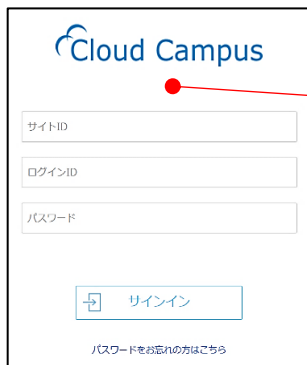 Cloud Campus
サイトID
ログインID
パスワード
サインイン
パスワードをお忘れの方はこちら